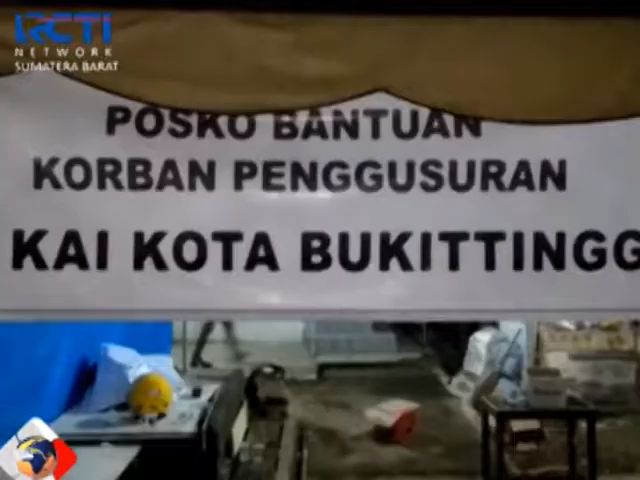 RCTI
NETWORK
SUMATERA BARAT
POSKO BANTUAN
KORBAN PENGGUSURAN
KAI KOTA BUKITTINGG